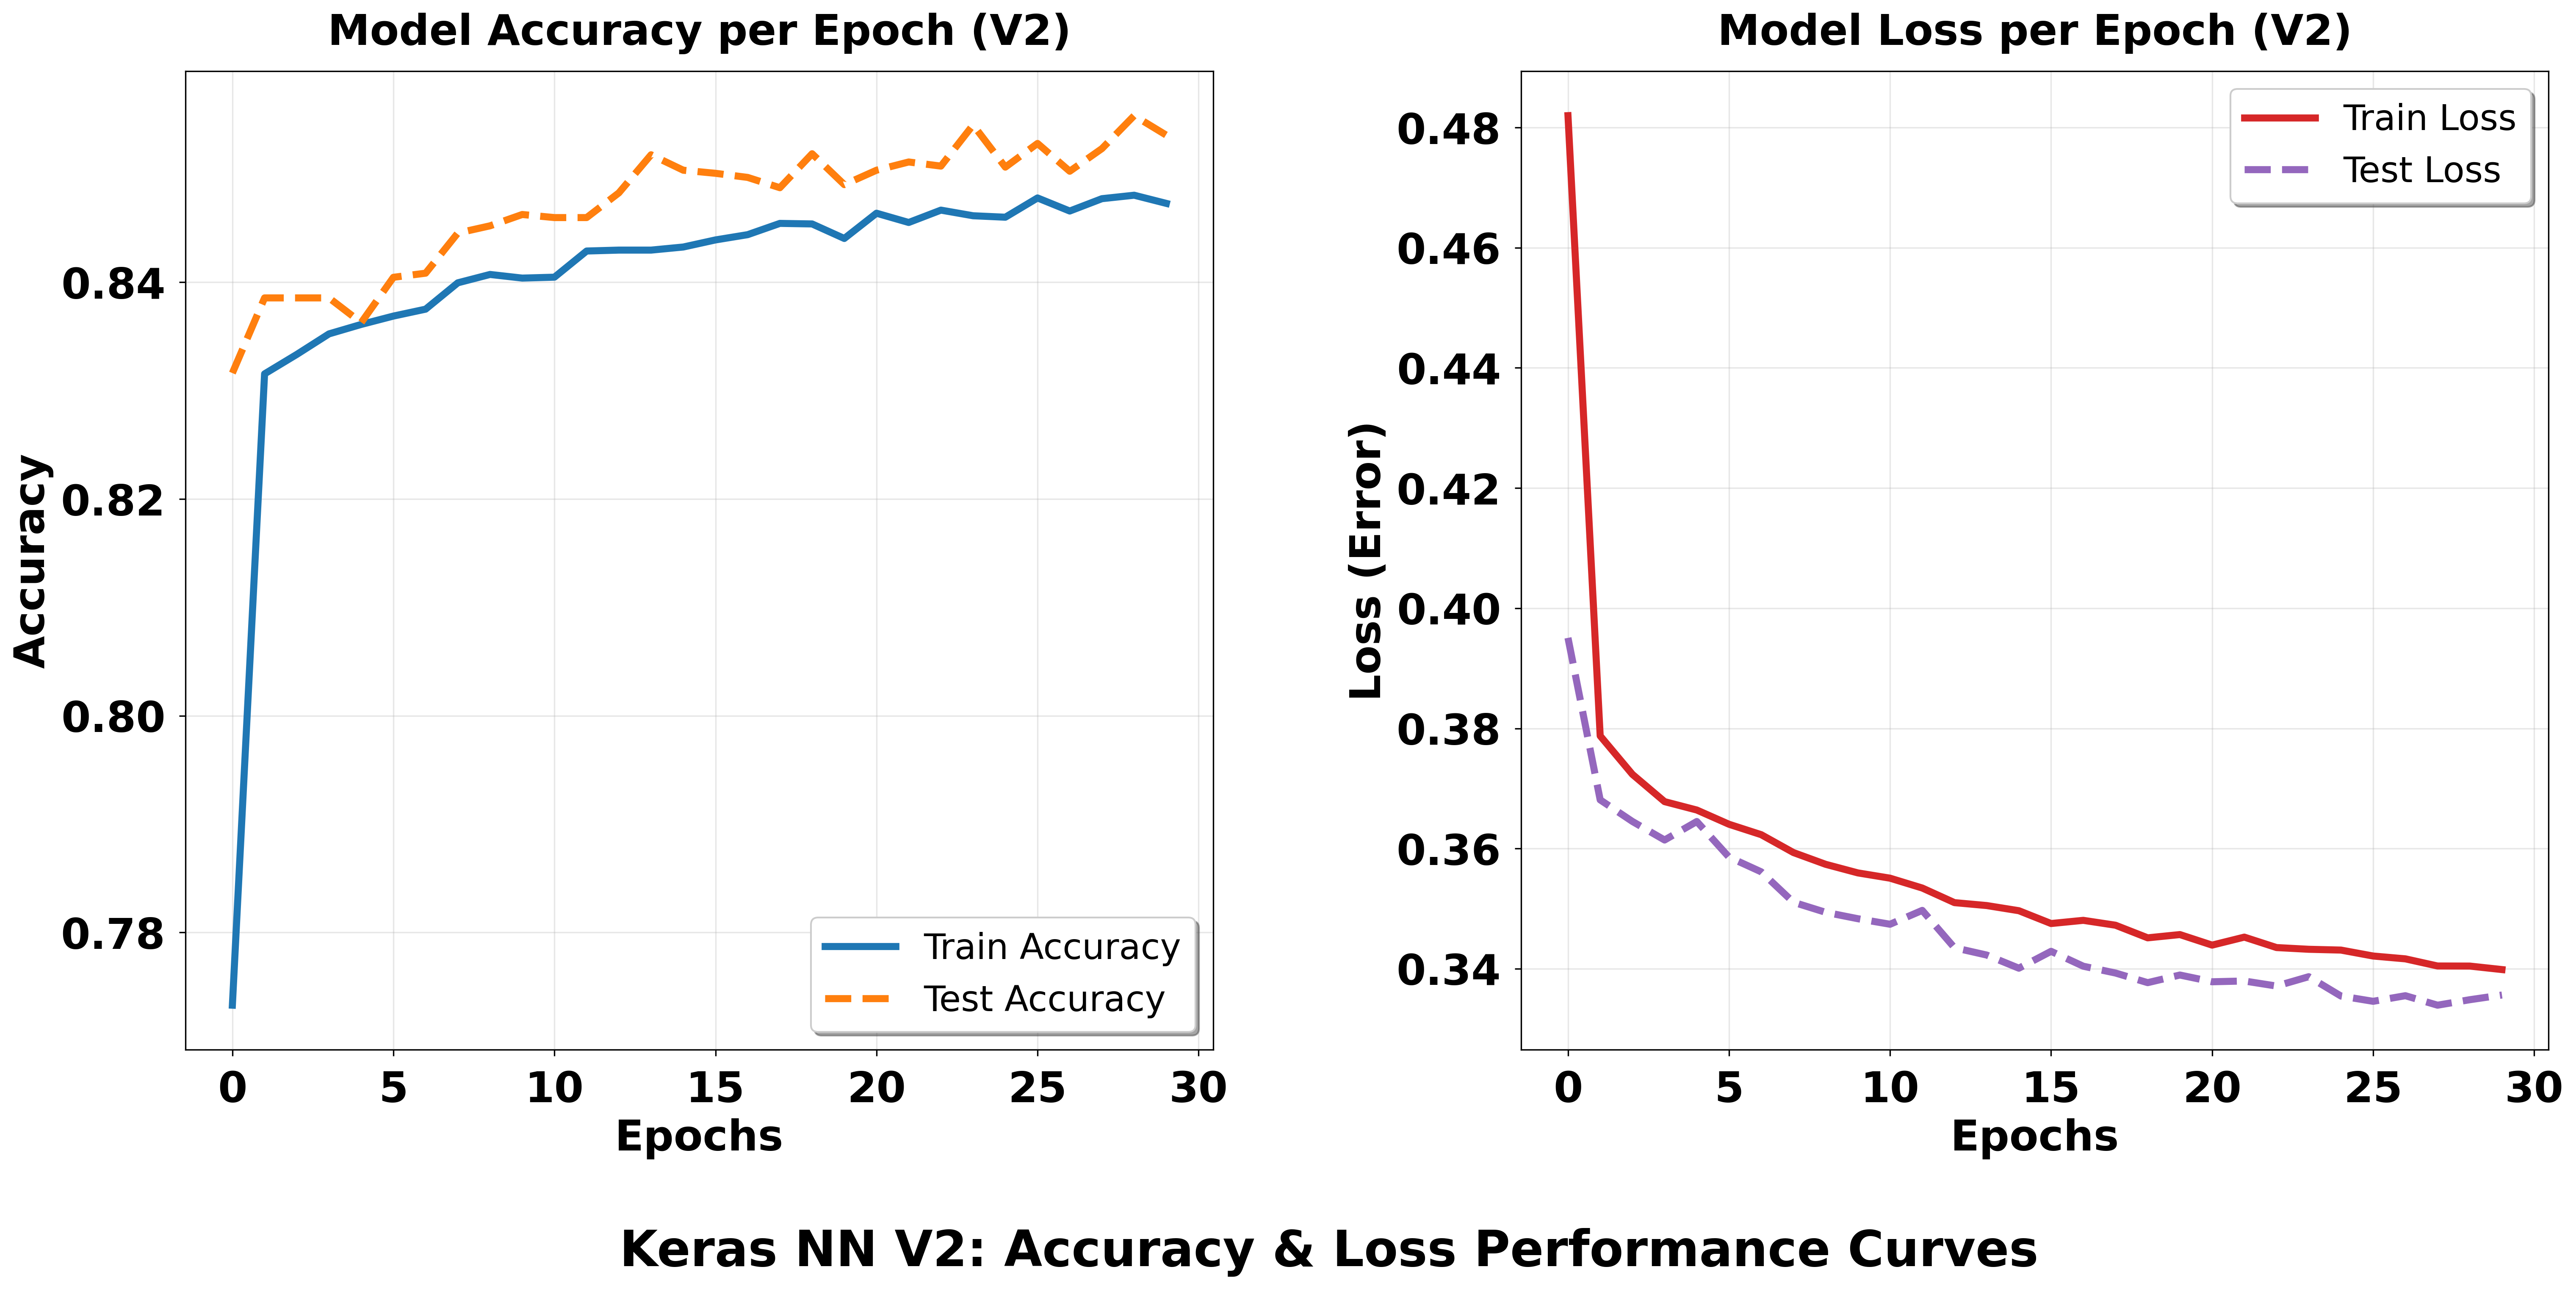 Model Accuracy per Epoch (V2)
Accuracy
0.84
0.82
0.80
0.78
0 5 10 15 20 25 30
Epochs
Train Accuracy
Test Accuracy
Model Loss per Epoch (V2)
Loss (Error)
0.48
0.46
0.44
0.42
0.40
0.38
0.36
0.34
0 5 10 15 20 25 30
Epochs
Train Loss
Test Loss
Keras NN V2: Accuracy & Loss Performance Curves